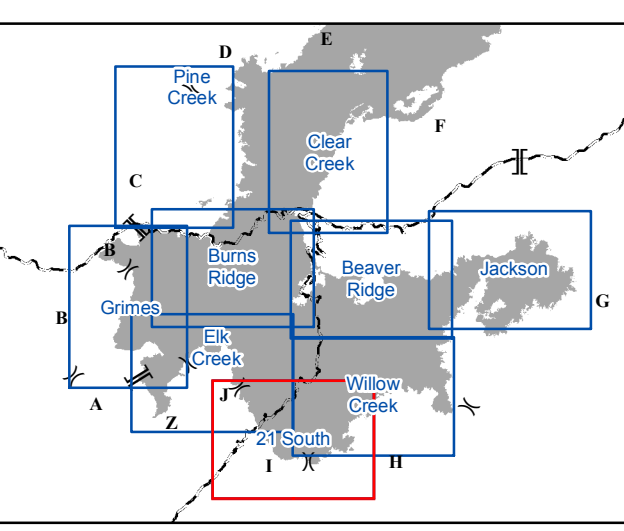 E
D
Pine
Creek
F
Clear
Creek
C
B
Burns
Ridge
Beaver
Ridge
Jackson
G
Grimes
B
Elk
Creek
J
Willow
Creek
A
Z
21 South
I
H